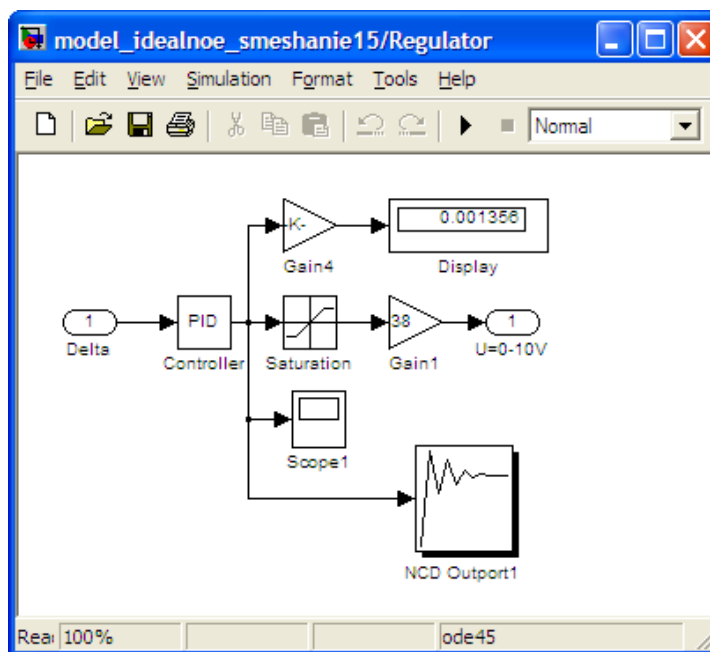 model_idealnoe_smeshanie15/Regulator
File Edit View Simulation Format Tools Help
Normal
K-
0.001356
Gain4
Display
1
PID
38
1
Delta
Controller
Saturation
Gain1
U=0-10V
Scope1
NCD Outport1
Rea 100%
ode45